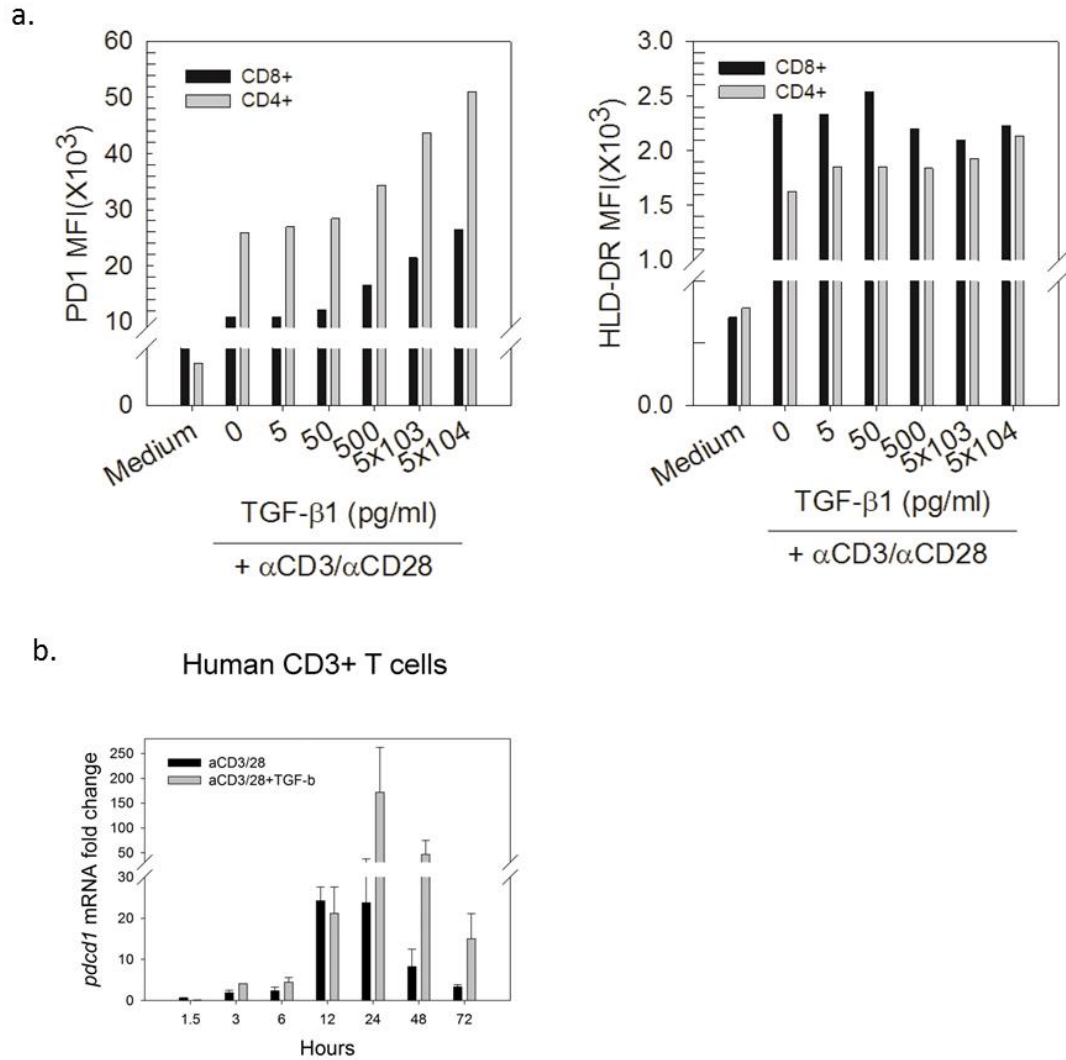 a.
PD1 MFI(X10³)
60
50
40
30
20
10
0
CD8+
CD4+
Medium
0
5
50
500
5x103
5x104
TGF-β1 (pg/ml)
+ αCD3/αCD28
HLD-DR MFI(X10³)
3.0
2.5
2.0
1.5
1.0
0.0
CD8+
CD4+
Medium
0
5
50
500
5x103
5x104
TGF-β1 (pg/ml)
+ αCD3/αCD28
b.
Human CD3+ T cells
pdcd1 mRNA fold change
250
200
150
100
50
30
20
10
0
aCD3/28
aCD3/28+TGF-b
1.5 3 6 12 24 48 72
Hours